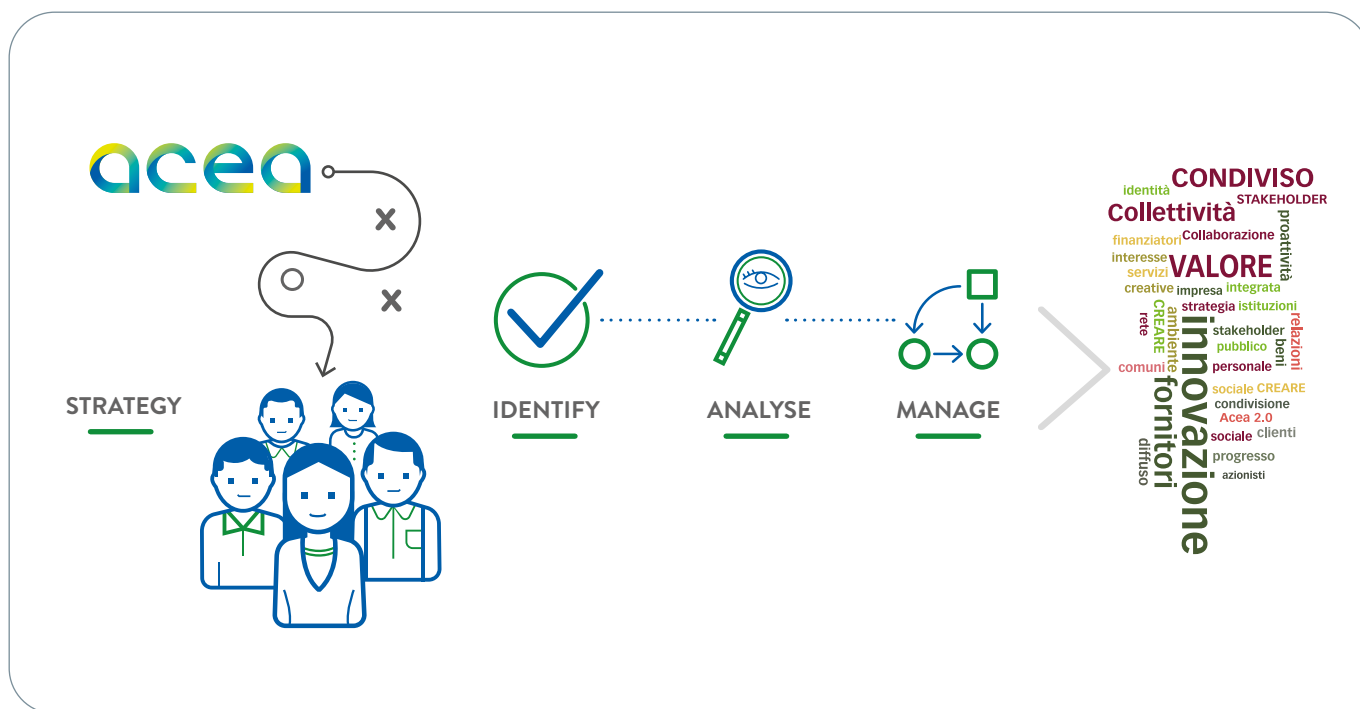 acea
STRATEGY
IDENTIFY
ANALYSE
MANAGE
CONDIVISO
identità
STAKEHOLDER
Collettività
proattività
finanziatori
Collaborazione
interesse
VALORE
servizi
creative
impresa
integrata
strategia
istituzioni
CREARE
rete
ambiente
innovazione
stakeholder
relazioni
pubblico
beni
comuni
personale
fornitori
sociale
CREARE
condivisione
Acea 2.0
sociale
clienti
diffuso
progresso
azionisti